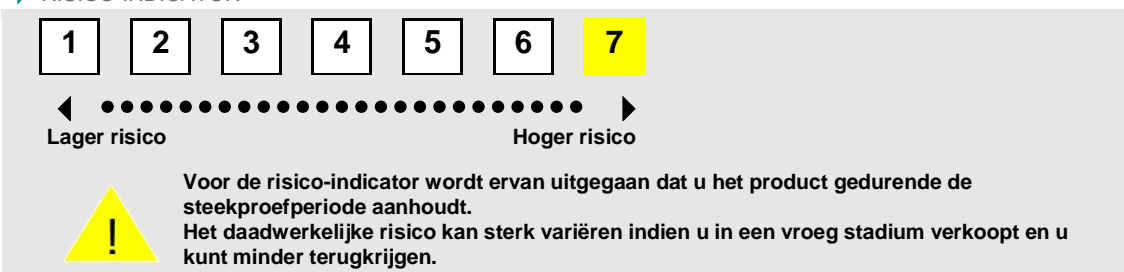 RISICO-INDICATOR
1 2 3 4 5 6 7
Lager risico Hoger risico
Voor de risico-indicator wordt ervan uitgegaan dat u het product gedurende de
steekproefperiode aanhoudt.
Het daadwerkelijke risico kan sterk variëren indien u in een vroeg stadium verkoopt en u
kunt minder terugkrijgen.
!